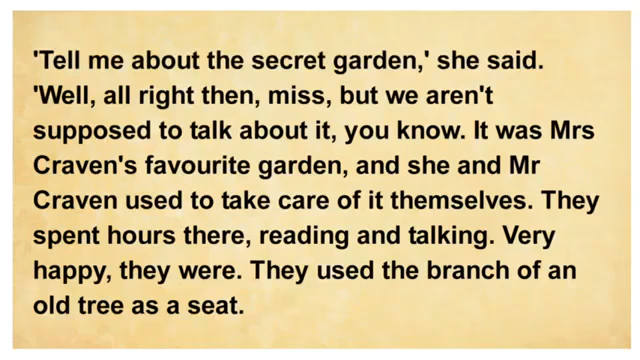 'Tell me about the secret garden,' she said.
'Well, all right then, miss, but we aren't
supposed to talk about it, you know. It was Mrs
Craven's favourite garden, and she and Mr
Craven used to take care of it themselves. They
spent hours there, reading and talking. Very
happy, they were. They used the branch of an
old tree as a seat.